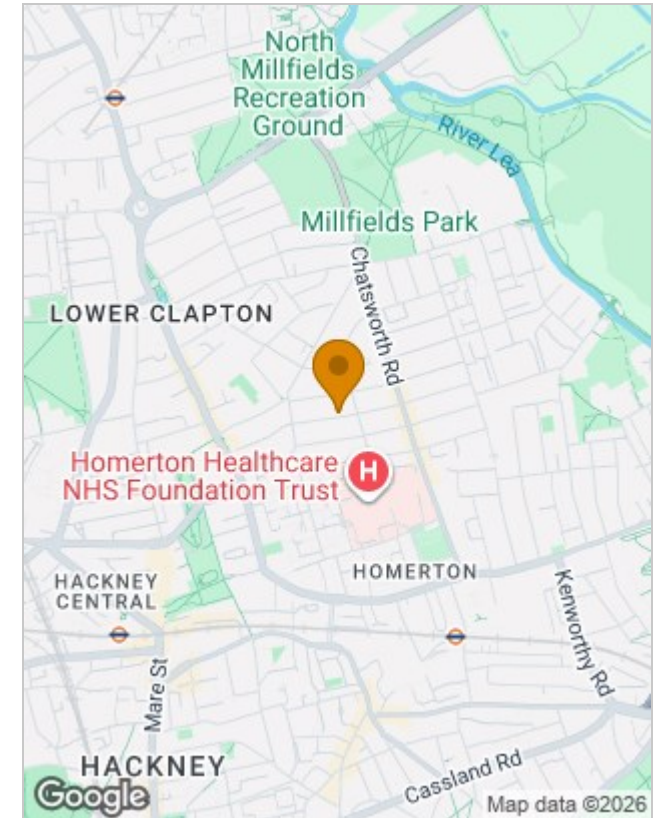 North
Millfields
Recreation
Ground
River Lea
Millfields Park
Chatsworth Rd
LOWER CLAPTON
Homerton Healthcare
NHS Foundation Trust
H
HOMERTON
HACKNEY
CENTRAL
Kenworthy Rd
Mare St
HACKNEY
Cassland Rd
Google
Map data ©2026